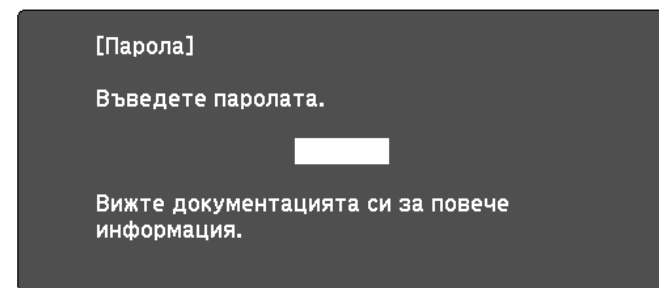 [Парола]
Въведете паролата.
Вижте документацията си за повече
информация.